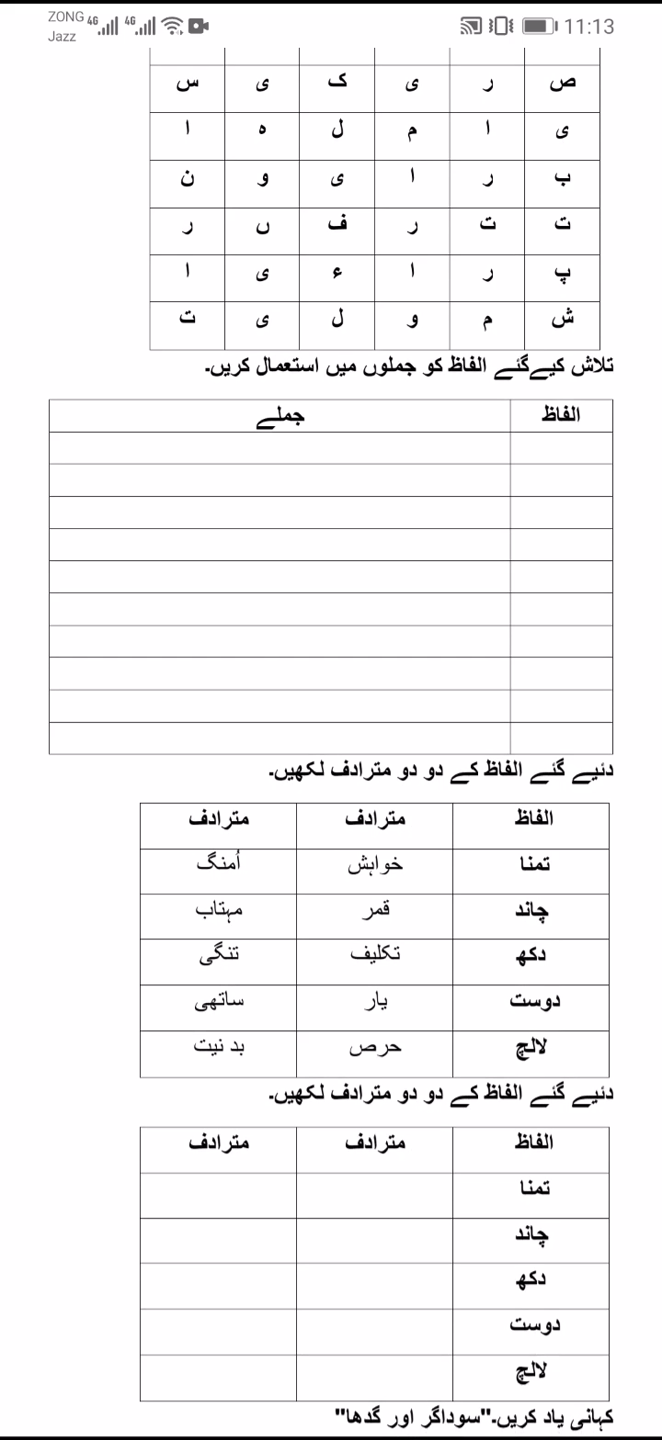 ZONG 4G 4G 11:13
Jazz
ص ر ی ک ی س
ی ا م ل ہ ا
ب ر ا ی و ن
ت ت ر ف ں ر
پ ر ا ء ی ا
ش م و ل ی ت
تلاش کیےگئے الفاظ کو جملوں میں استعمال کریں۔
الفاظ جملے
دئیے گئے الفاظ کے دو دو مترادف لکھیں۔
الفاظ مترادف مترادف
تمنا خواہش اُمنگ
چاند قمر مہتاب
دکھ تکلیف تنگی
دوست یار ساتھی
لالچ حرص بد نیت
دئیے گئے الفاظ کے دو دو مترادف لکھیں۔
الفاظ مترادف مترادف
تمنا
چاند
دکھ
دوست
لالچ
کہانی یاد کریں۔"سوداگر اور گدھا"